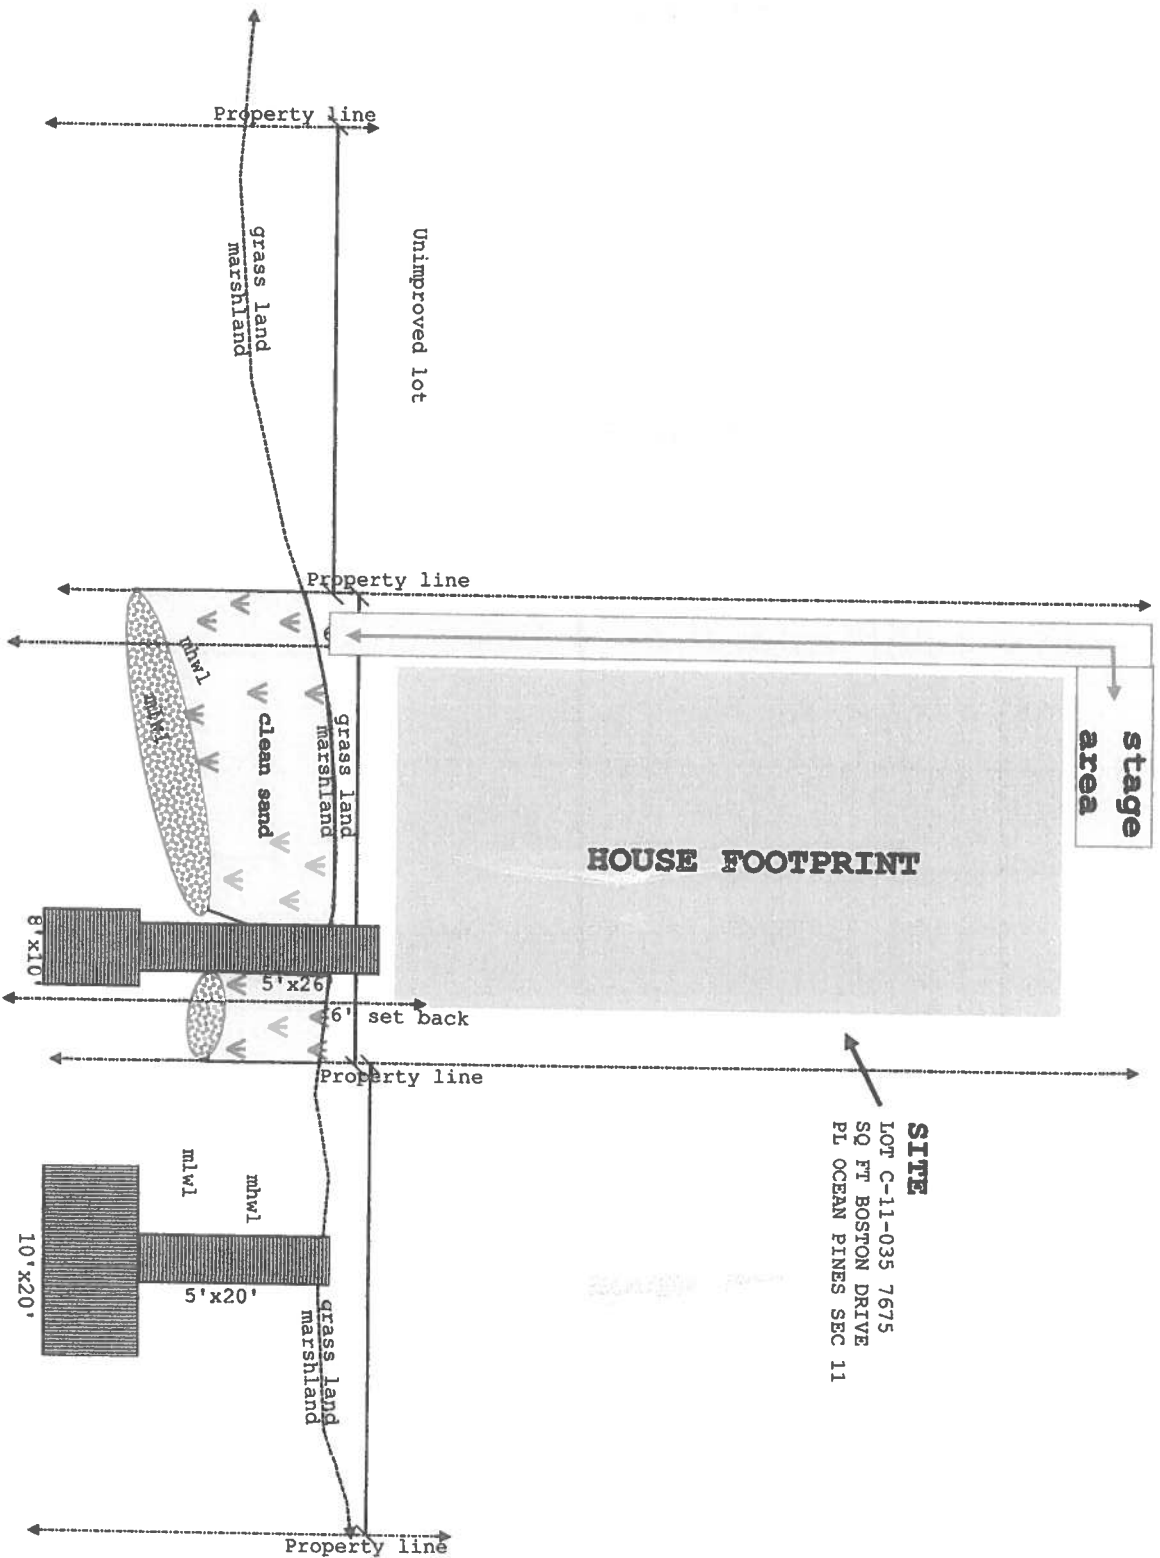 Property line
Unimproved lot
grass land
marshland
Property line
6
stage
area
mhwl
mhwl
clean sand
grass land
marshland
HOUSE FOOTPRINT
8'x10'
5'x26
6' set back
Property line
SITE
LOT C-11-035 7675
SQ FT BOSTON DRIVE
PL OCEAN PINES SEC 11
mlwl
mhwl
10'x20'
5'x20'
grass land
marshland
Property line